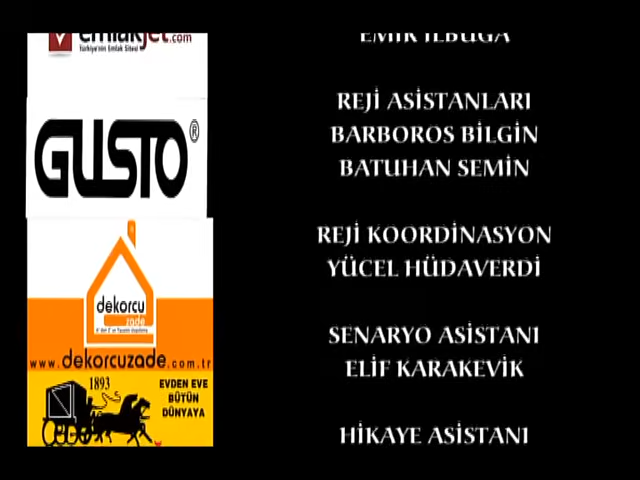 emlakjet.com
Türkiye'nin Emlak Sitesi
GUSTO®
dekorcu
zade
www.dekorcuzade.com.tr
1893
EVDEN EVE
BÜTÜN
DÜNYAYA
EMİR İLBUĞA
REJİ ASİSTANLARI
BARBOROS BİLGİN
BATUHAN SEMİN
REJİ KOORDİNASYON
YÜCEL HÜDAVERDİ
SENARYO ASİSTANI
ELİF KARAKEVİK
HİKAYE ASİSTANI